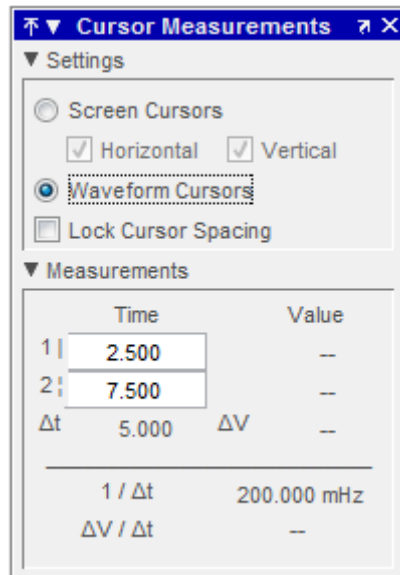 Cursor Measurements
Settings
Screen Cursors
Horizontal Vertical
Waveform Cursors
Lock Cursor Spacing
Measurements
Time Value
1 2.500 --
2 7.500 --
Δt 5.000 ΔV --
1 / Δt 200.000 mHz
ΔV / Δt --